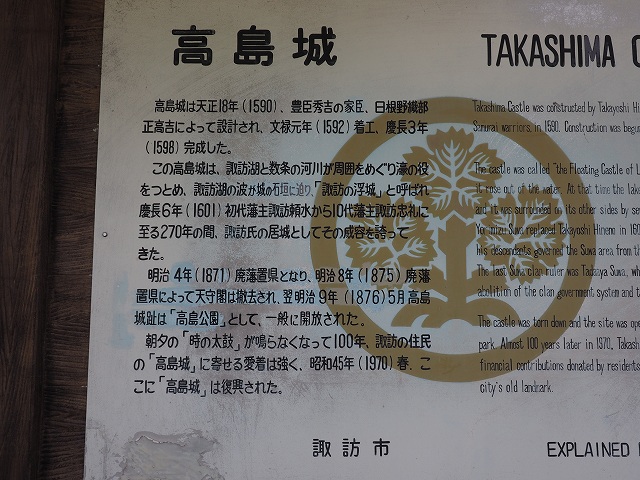 高島城
高島城は天正18年(1590)、豊臣秀吉の家臣、日根野織部
正高吉によって設計され、文禄元年(1592)着工、慶長3年
(1598)完成した。
この高島城は、諏訪湖と数条の河川が周囲をめぐり濠の役
をつとめ、諏訪湖の波が城の石垣に迫り「諏訪の浮城」と呼ばれ
慶長6年(1601)初代藩主諏訪頼水から10代藩主諏訪忠礼に
至る270年の間、諏訪氏の居城としてその威容を誇って
きた。
明治4年(1871)廃藩置県となり、明治8年(1875)廃藩
置県によって天守閣は撤去され、翌明治9年(1876)5月高島
城趾は「高島公園」として、一般に開放された。
朝夕の「時の太鼓」が鳴らなくなって100年、諏訪の住民
の「高島城」に寄せる愛着は強く、昭和45年(1970)春、こ
こに「高島城」は復興された。
諏訪市
TAKASHIMA
Takashima Castle was constructed by Takayoshi
Samurai warriors, in 1590. Construction was
The castle was called "the Floating Castle of
it rose out of the water. At that time the
and it was surrounded on its other sides by
Yorimizu Suwa replaced Takayoshi Hineno in
his descendants governed the Suwa area from
The last Suwa clan ruler was Tadaaya Suwa,
abolition of the clan government system and
The castle was torn down and the site was
park. Almost 100 years later in 1970,
financial contributions donated by residents
city's old landmark.
EXPLAINED